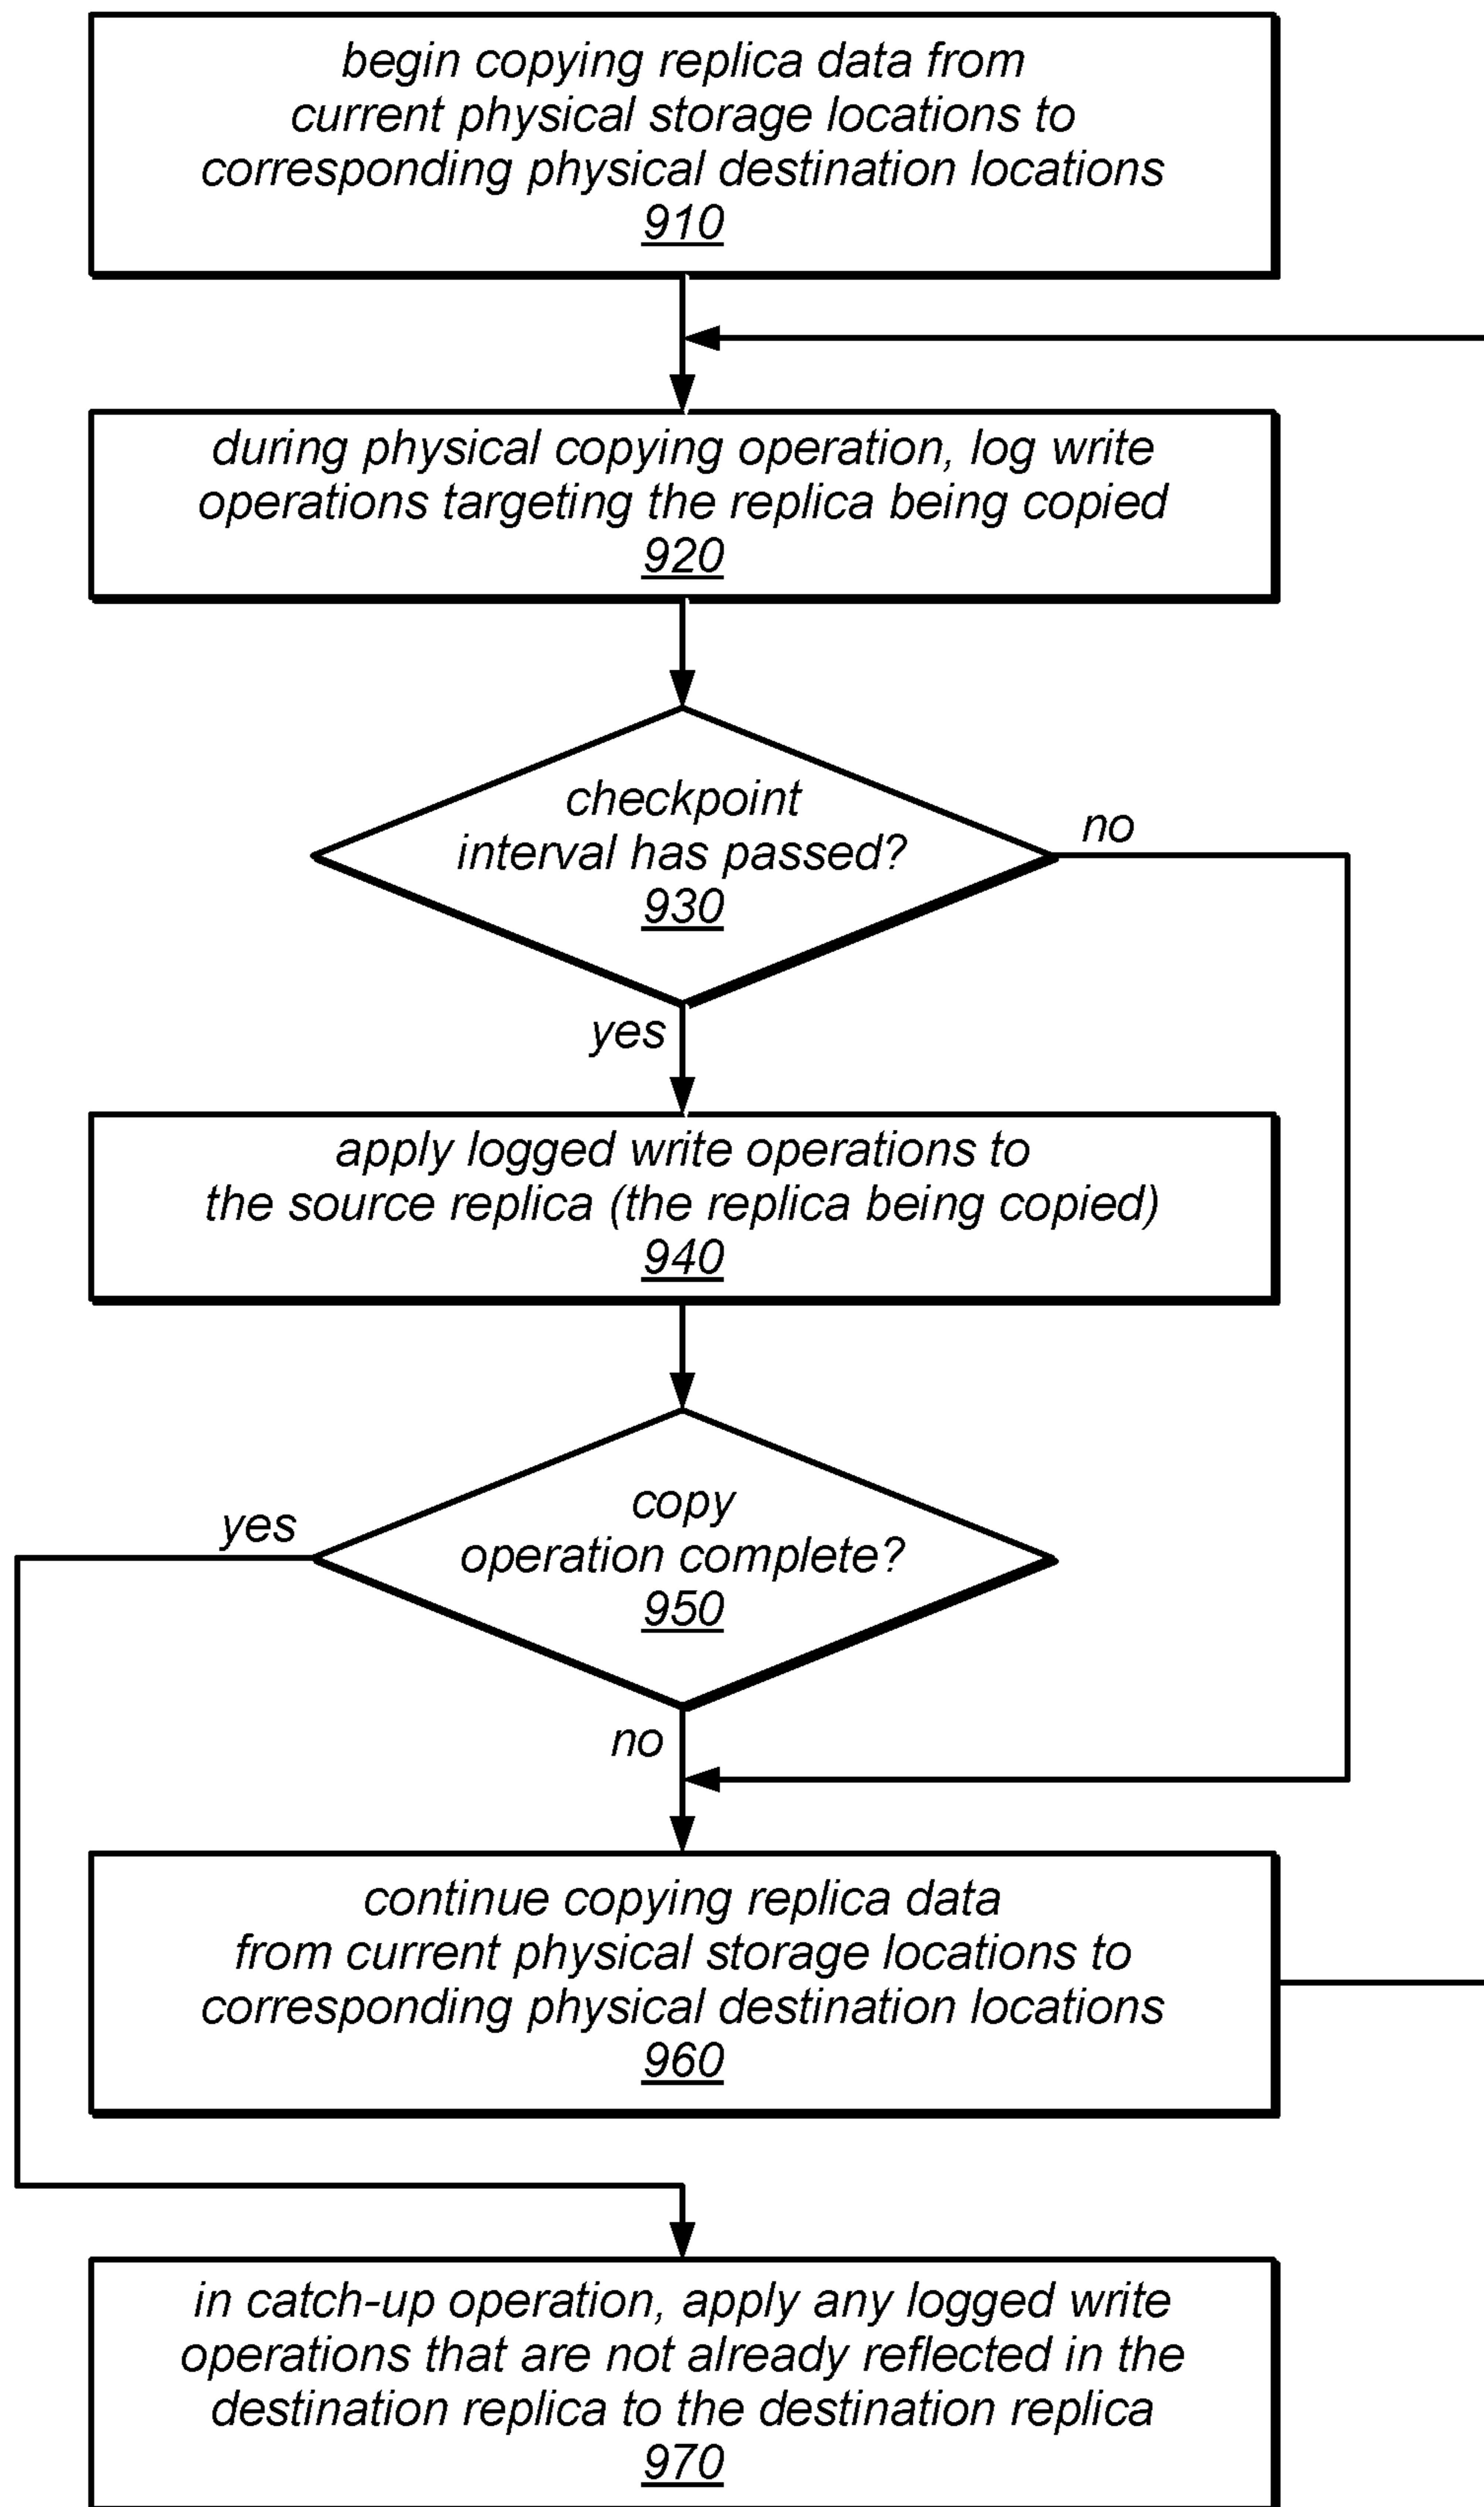 begin copying replica data from
current physical storage locations to
corresponding physical destination locations
910
during physical copying operation, log write
operations targeting the replica being copied
920
checkpoint
interval has passed?
930
no
yes
apply logged write operations to
the source replica (the replica being copied)
940
copy
operation complete?
950
yes
no
continue copying replica data
from current physical storage locations to
corresponding physical destination locations
960
in catch-up operation, apply any logged write
operations that are not already reflected in the
destination replica to the destination replica
970